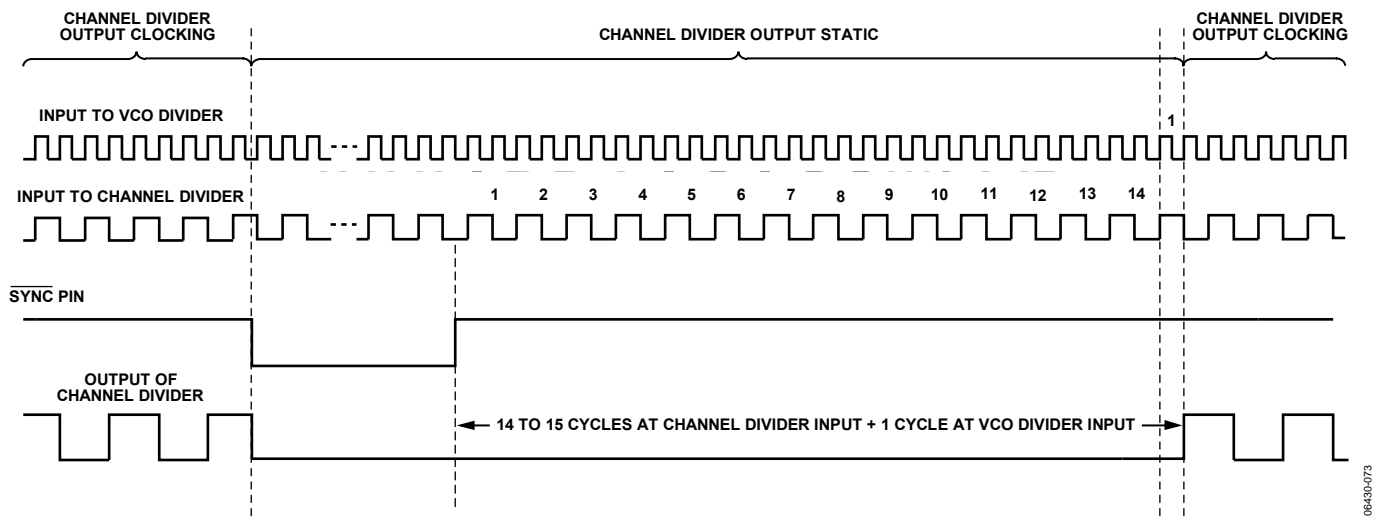 CHANNEL DIVIDER
OUTPUT CLOCKING
CHANNEL DIVIDER OUTPUT STATIC
CHANNEL DIVIDER
OUTPUT CLOCKING
INPUT TO VCO DIVIDER
1
INPUT TO CHANNEL DIVIDER
1 2 3 4 5 6 7 8 9 10 11 12 13 14
SYNC PIN
OUTPUT OF
CHANNEL DIVIDER
14 TO 15 CYCLES AT CHANNEL DIVIDER INPUT + 1 CYCLE AT VCO DIVIDER INPUT
06430-073